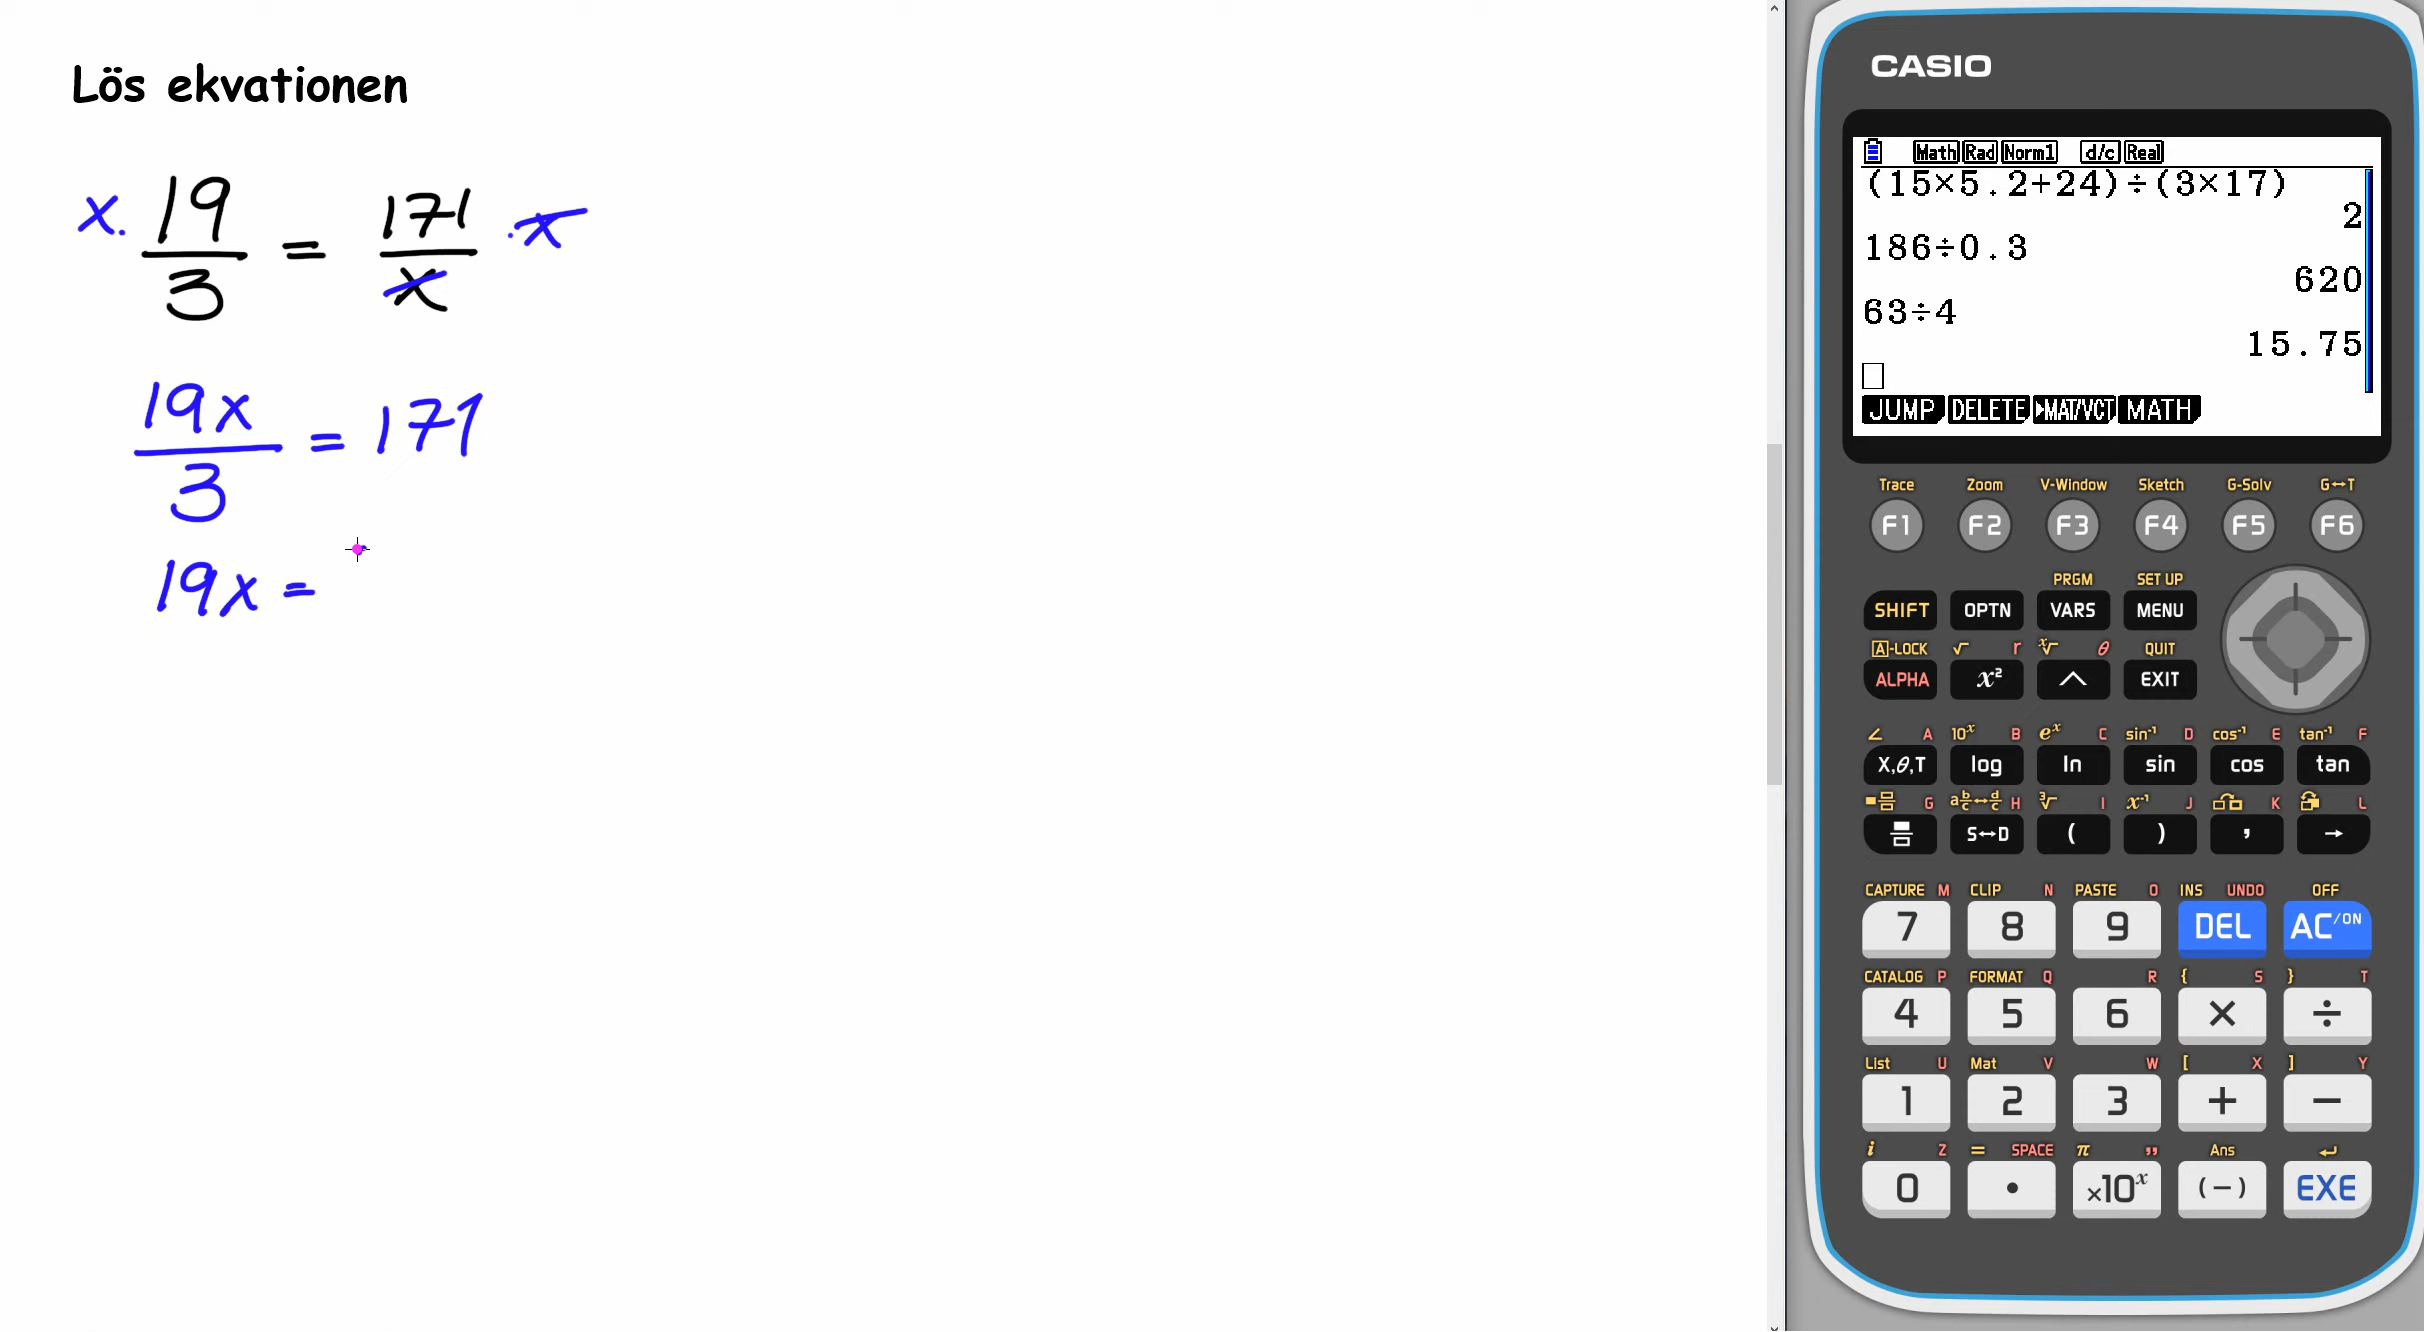 Lös ekvationen
x· 19/3 = 171/x ·x
19x/3 = 171
19x =
CASIO
Math Rad Norm1 d/c Real
(15×5.2+24)÷(3×17)
2
186÷0.3
620
63÷4
15.75
JUMP DELETE ▶MAT/VCT MATH
Trace Zoom V-Window Sketch G-Solv G↔T
F1 F2 F3 F4 F5 F6
PRGM SET UP
SHIFT OPTN VARS MENU
A-LOCK √ r ˣ√ θ QUIT
ALPHA x² ^ EXIT
∠ A 10ˣ B eˣ C sin⁻¹ D cos⁻¹ E tan⁻¹ F
X,θ,T log ln sin cos tan
G a b/c↔d/c H ³√ I x⁻¹ J K L
S↔D ( ) , →
CAPTURE M CLIP N PASTE O INS UNDO OFF
7 8 9 DEL AC/ON
CATALOG P FORMAT Q R { S } T
4 5 6 × ÷
List U Mat V W [ X ] Y
1 2 3 + −
i Z = SPACE π " Ans ↵
0 • ×10ˣ (−) EXE